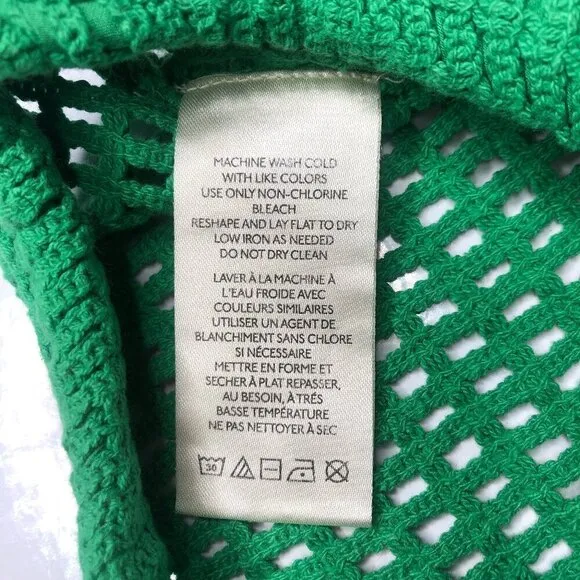 MACHINE WASH COLD
WITH LIKE COLORS
USE ONLY NON-CHLORINE
BLEACH
RESHAPE AND LAY FLAT TO DRY
LOW IRON AS NEEDED
DO NOT DRY CLEAN
LAVER À LA MACHINE À
L'EAU FROIDE AVEC
COULEURS SIMILAIRES
UTILISER UN AGENT DE
BLANCHIMENT SANS CHLORE
SI NÉCESSAIRE
METTRE EN FORME ET
SÉCHER À PLAT REPASSER,
AU BESOIN, À TRÉS
BASSE TEMPÉRATURE
NE PAS NETTOYER À SEC
30